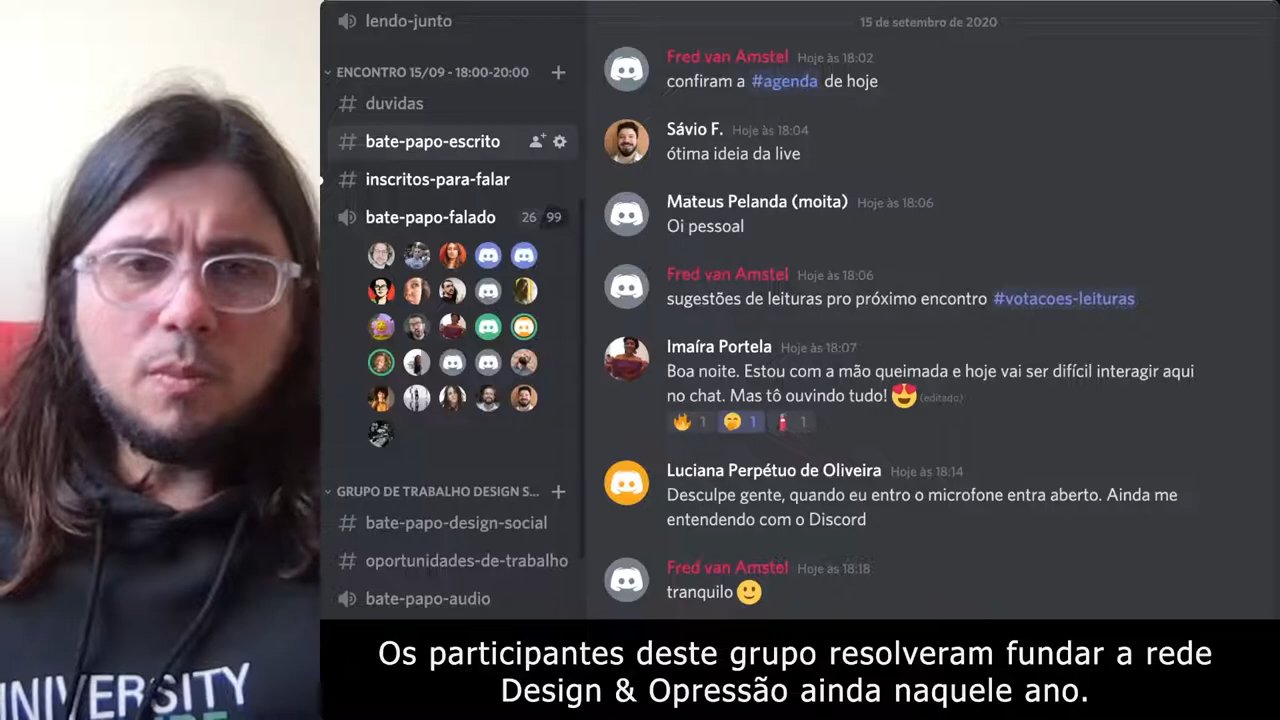 lendo-junto
ENCONTRO 15/09 - 18:00-20:00
# duvidas
# bate-papo-escrito
# inscritos-para-falar
bate-papo-falado 26 99
GRUPO DE TRABALHO DESIGN S...
# bate-papo-design-social
# oportunidades-de-trabalho
bate-papo-audio
15 de setembro de 2020
Fred van Amstel Hoje às 18:02
confiram a #agenda de hoje
Sávio F. Hoje às 18:04
ótima ideia da live
Mateus Pelanda (moita) Hoje às 18:06
Oi pessoal
Fred van Amstel Hoje às 18:06
sugestões de leituras pro próximo encontro #votacoes-leituras
Imaíra Portela Hoje às 18:07
Boa noite. Estou com a mão queimada e hoje vai ser difícil interagir aqui
no chat. Mas tô ouvindo tudo! 😍 (editado)
🔥 1 🤭 1 🧯 1
Luciana Perpétuo de Oliveira Hoje às 18:14
Desculpe gente, quando eu entro o microfone entra aberto. Ainda me
entendendo com o Discord
Fred van Amstel Hoje às 18:18
tranquilo 🙂
UNIVERSITY
Os participantes deste grupo resolveram fundar a rede
Design & Opressão ainda naquele ano.